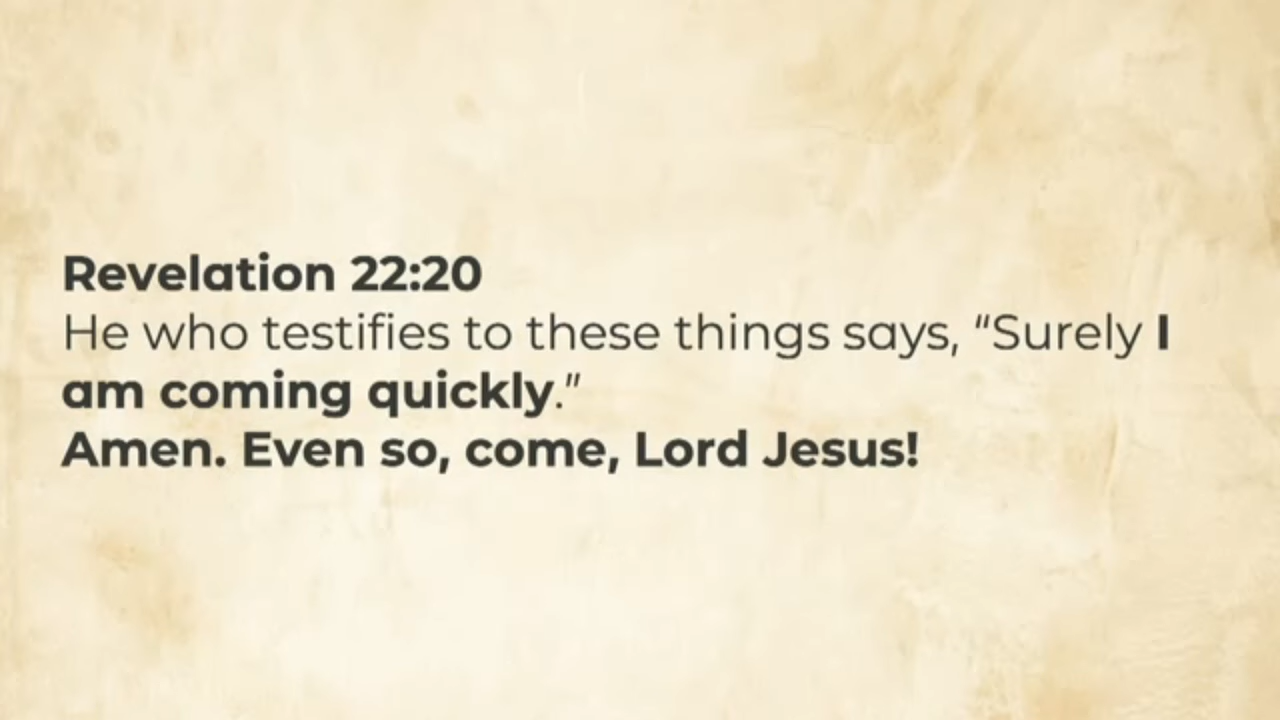 Revelation 22:20
He who testifies to these things says, "Surely I
am coming quickly."
Amen. Even so, come, Lord Jesus!